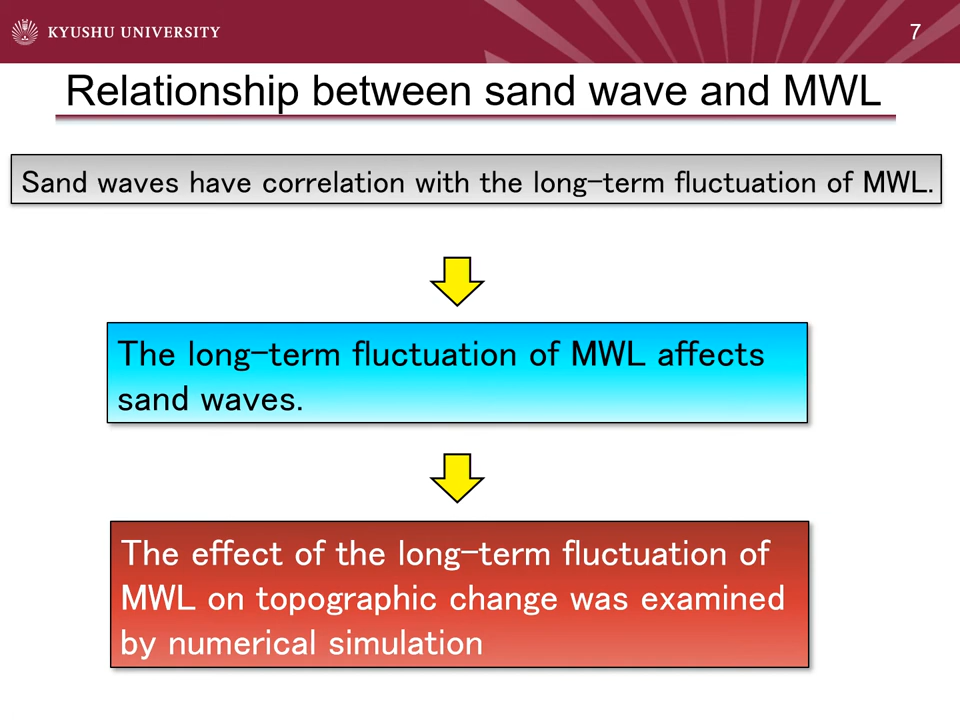 KYUSHU UNIVERSITY
7
Relationship between sand wave and MWL
Sand waves have correlation with the long-term fluctuation of MWL.
The long-term fluctuation of MWL affects
sand waves.
The effect of the long-term fluctuation of
MWL on topographic change was examined
by numerical simulation